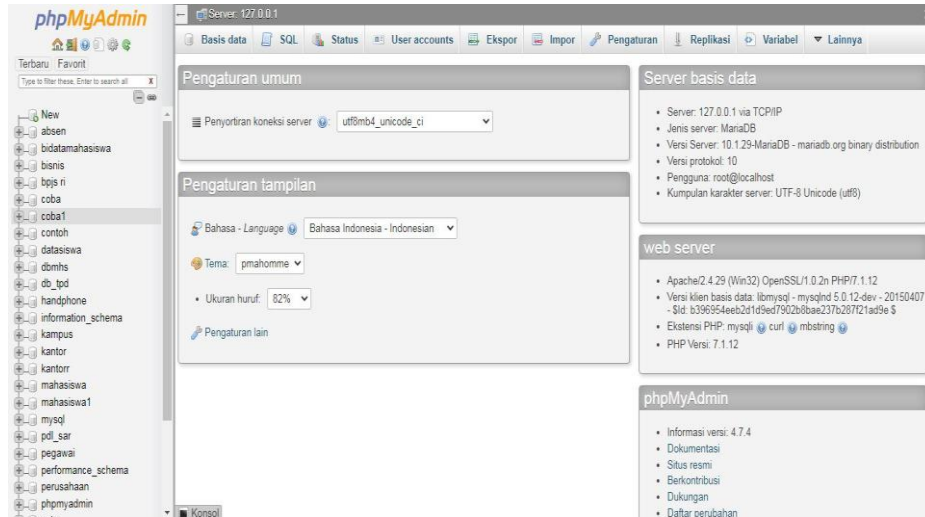 phpMyAdmin
Terbaru Favorit
Type to filter these, Enter to search all X
New
absen
bidatamahasiswa
bisnis
bpjs ri
coba
coba1
contoh
datasiswa
dbmhs
db_tpd
handphone
information_schema
kampus
kantor
kantorr
mahasiswa
mahasiswa1
mysql
pdl_sar
pegawai
performance_schema
perusahaan
phpmyadmin
Server: 127.0.0.1
Basis data SQL Status User accounts Ekspor Impor Pengaturan Replikasi Variabel Lainnya
Pengaturan umum
Penyortiran koneksi server : utf8mb4_unicode_ci
Pengaturan tampilan
Bahasa - Language Bahasa Indonesia - Indonesian
Tema: pmahomme
Ukuran huruf: 82%
Pengaturan lain
Server basis data
Server: 127.0.0.1 via TCP/IP
Jenis server: MariaDB
Versi Server: 10.1.29-MariaDB - mariadb.org binary distribution
Versi protokol: 10
Pengguna: root@localhost
Kumpulan karakter server: UTF-8 Unicode (utf8)
web server
Apache/2.4.29 (Win32) OpenSSL/1.0.2n PHP/7.1.12
Versi klien basis data: libmysql - mysqlnd 5.0.12-dev - 20150407
- $Id: b396954eeb2d1d9ed7902b8bae237b287f21ad9e $
Ekstensi PHP: mysqli curl mbstring
PHP Versi: 7.1.12
phpMyAdmin
Informasi versi: 4.7.4
Dokumentasi
Situs resmi
Berkontribusi
Dukungan
Daftar perubahan
Konsol